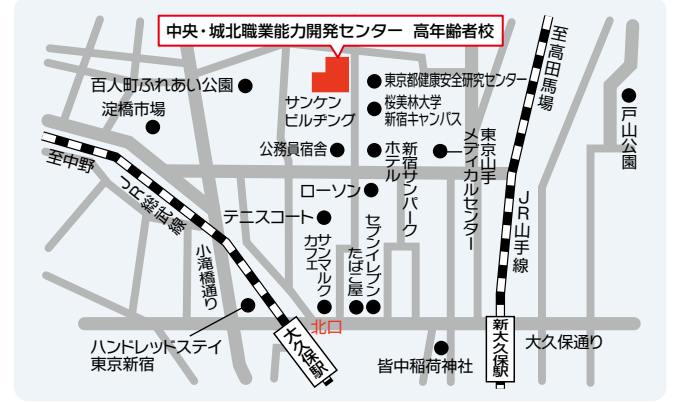 中央・城北職業能力開発センター 高年齢者校
至高田馬場
百人町ふれあい公園
東京都健康安全研究センター
淀橋市場
サンケン
ビルヂング
桜美林大学
新宿キャンパス
戸山公園
至中野
公務員宿舎
新宿サンパーク
ホテル
東京山手
メディカルセンター
JR総武線
ローソン
JR山手線
テニスコート
小滝橋通り
サンマルク
カフェ
セブンイレブン
たばこ屋
北口
大久保駅
新大久保駅
大久保通り
ハンドレッドステイ
東京新宿
皆中稲荷神社